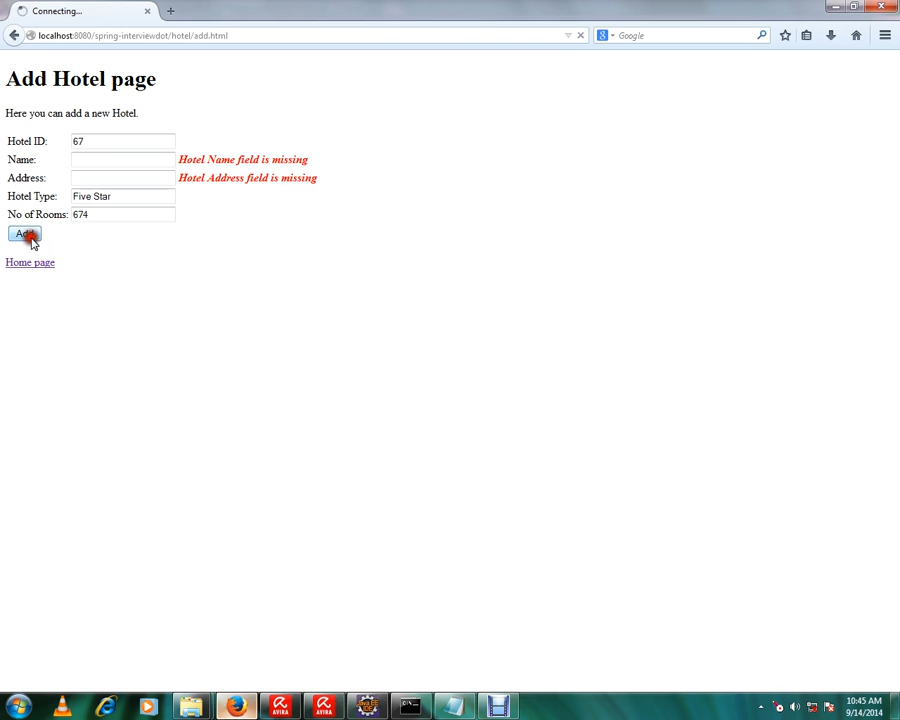 Connecting...
localhost:8080/spring-interviewdot/hotel/add.html
Google
Add Hotel page
Here you can add a new Hotel.
Hotel ID: 67
Name: Hotel Name field is missing
Address: Hotel Address field is missing
Hotel Type: Five Star
No of Rooms: 674
Home page
10:45 AM
9/14/2014